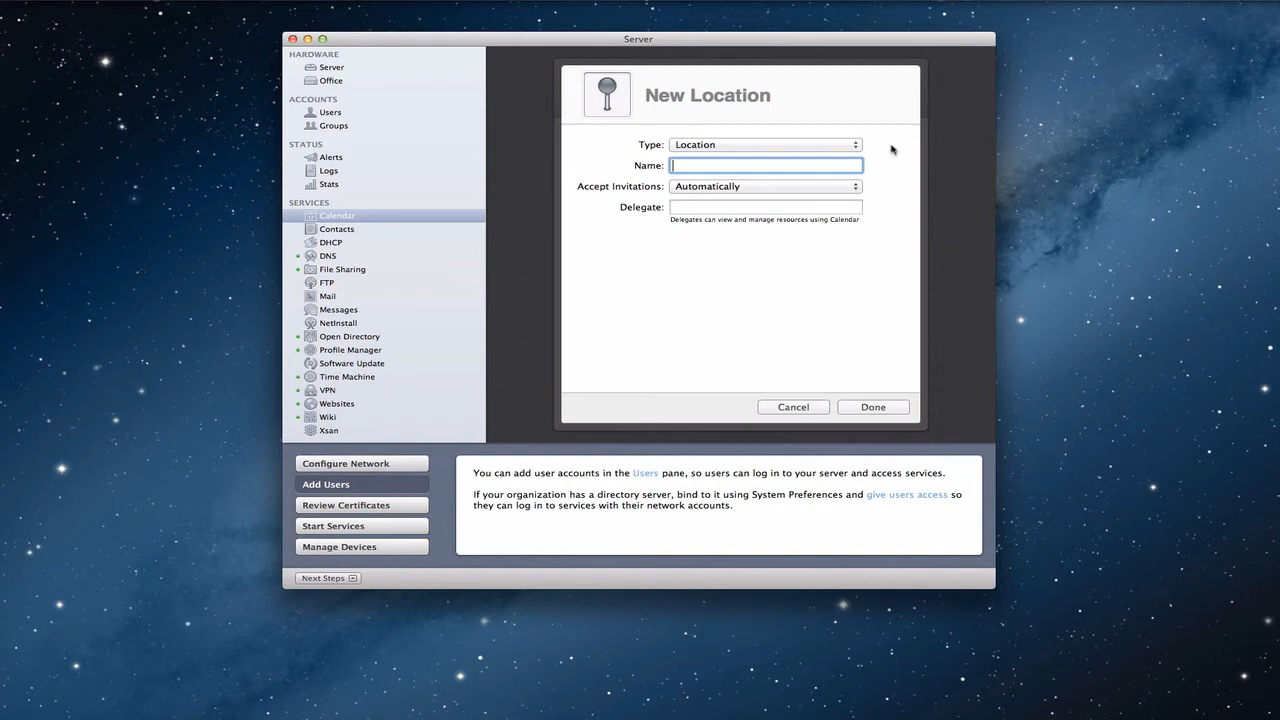 Server
HARDWARE
Server
Office
ACCOUNTS
Users
Groups
STATUS
Alerts
Logs
Stats
SERVICES
Calendar
Contacts
DHCP
DNS
File Sharing
FTP
Mail
Messages
NetInstall
Open Directory
Profile Manager
Software Update
Time Machine
VPN
Websites
Wiki
Xsan
New Location
Type: Location
Name:
Accept Invitations: Automatically
Delegate:
Delegates can view and manage resources using Calendar
Cancel Done
Configure Network
Add Users
Review Certificates
Start Services
Manage Devices
You can add user accounts in the Users pane, so users can log in to your server and access services.
If your organization has a directory server, bind to it using System Preferences and give users access so
they can log in to services with their network accounts.
Next Steps